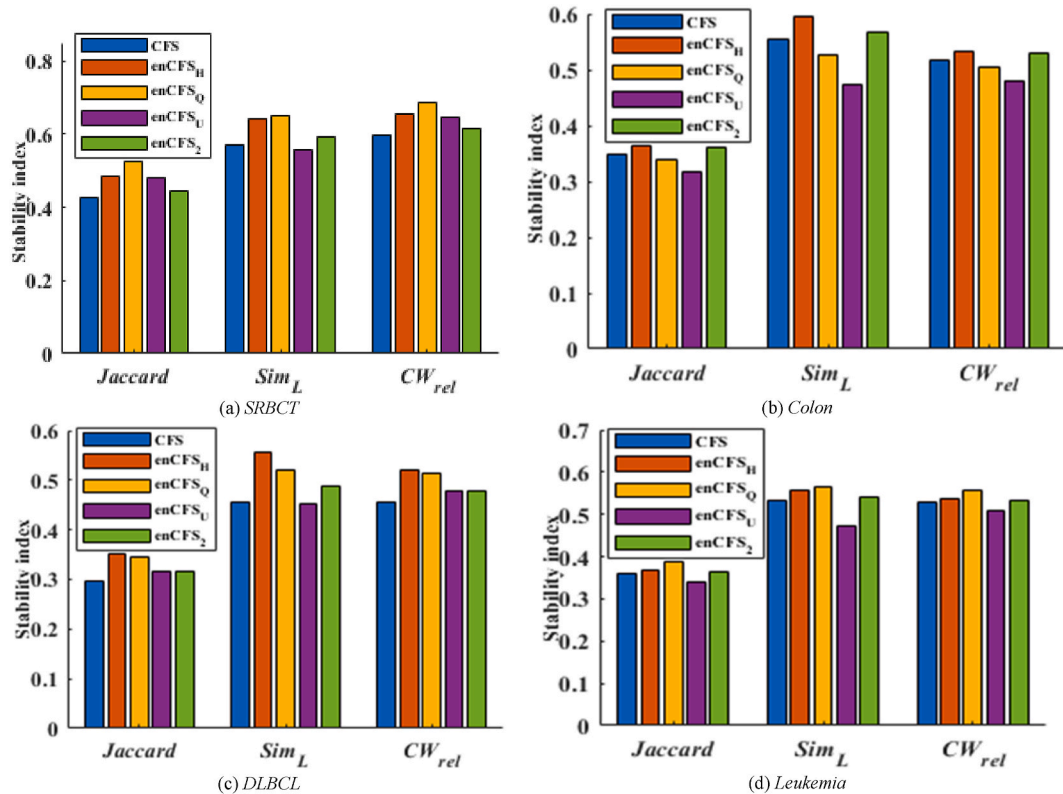 0.8
0.6
0.4
0.2
0
Stability index
CFS
enCFS_H
enCFS_Q
enCFS_U
enCFS_2
Jaccard
Sim_L
CW_rel
(a) SRBCT
0.6
0.5
0.4
0.3
0.2
0.1
0
Stability index
CFS
enCFS_H
enCFS_Q
enCFS_U
enCFS_2
Jaccard
Sim_L
CW_rel
(b) Colon
0.6
0.5
0.4
0.3
0.2
0.1
0
Stability index
CFS
enCFS_H
enCFS_Q
enCFS_U
enCFS_2
Jaccard
Sim_L
CW_rel
(c) DLBCL
0.7
0.6
0.5
0.4
0.3
0.2
0.1
0
Stability index
CFS
enCFS_H
enCFS_Q
enCFS_U
enCFS_2
Jaccard
Sim_L
CW_rel
(d) Leukemia